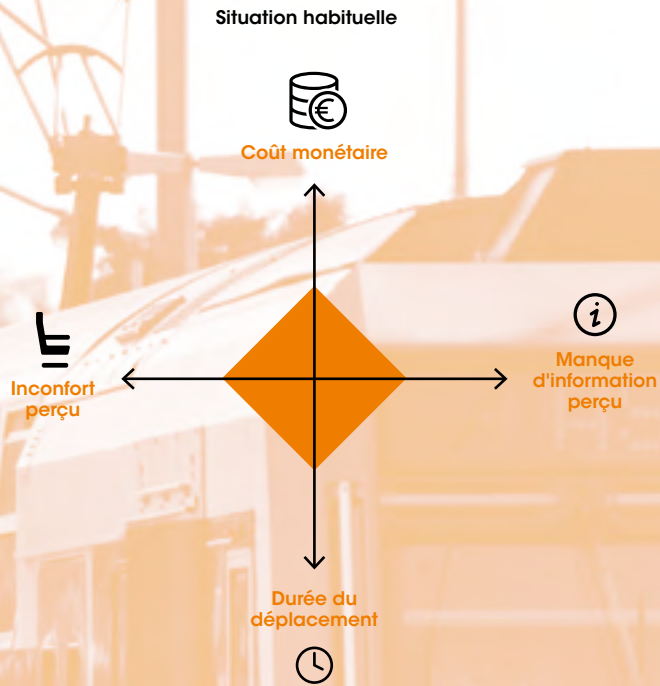 Situation habituelle
Coût monétaire
Inconfort
perçu
Manque
d'information
perçu
Durée du
déplacement